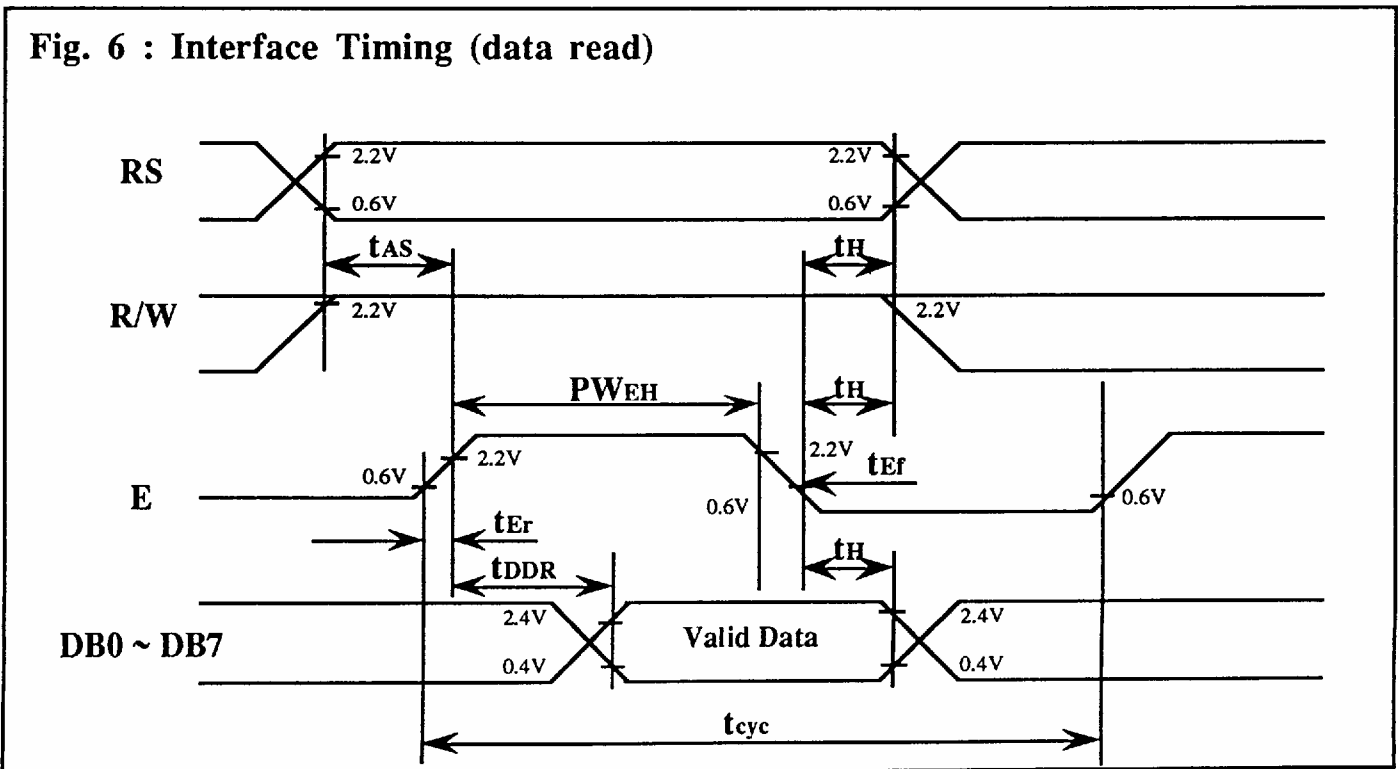 Fig. 6 : Interface Timing (data read)
RS
2.2V
2.2V
0.6V
0.6V
tAS
tH
R/W
2.2V
2.2V
PWEH
tH
E
0.6V
2.2V
2.2V
0.6V
tEf
0.6V
tEr
tDDR
tH
DB0 ~ DB7
2.4V
0.4V
Valid Data
2.4V
0.4V
tcyc